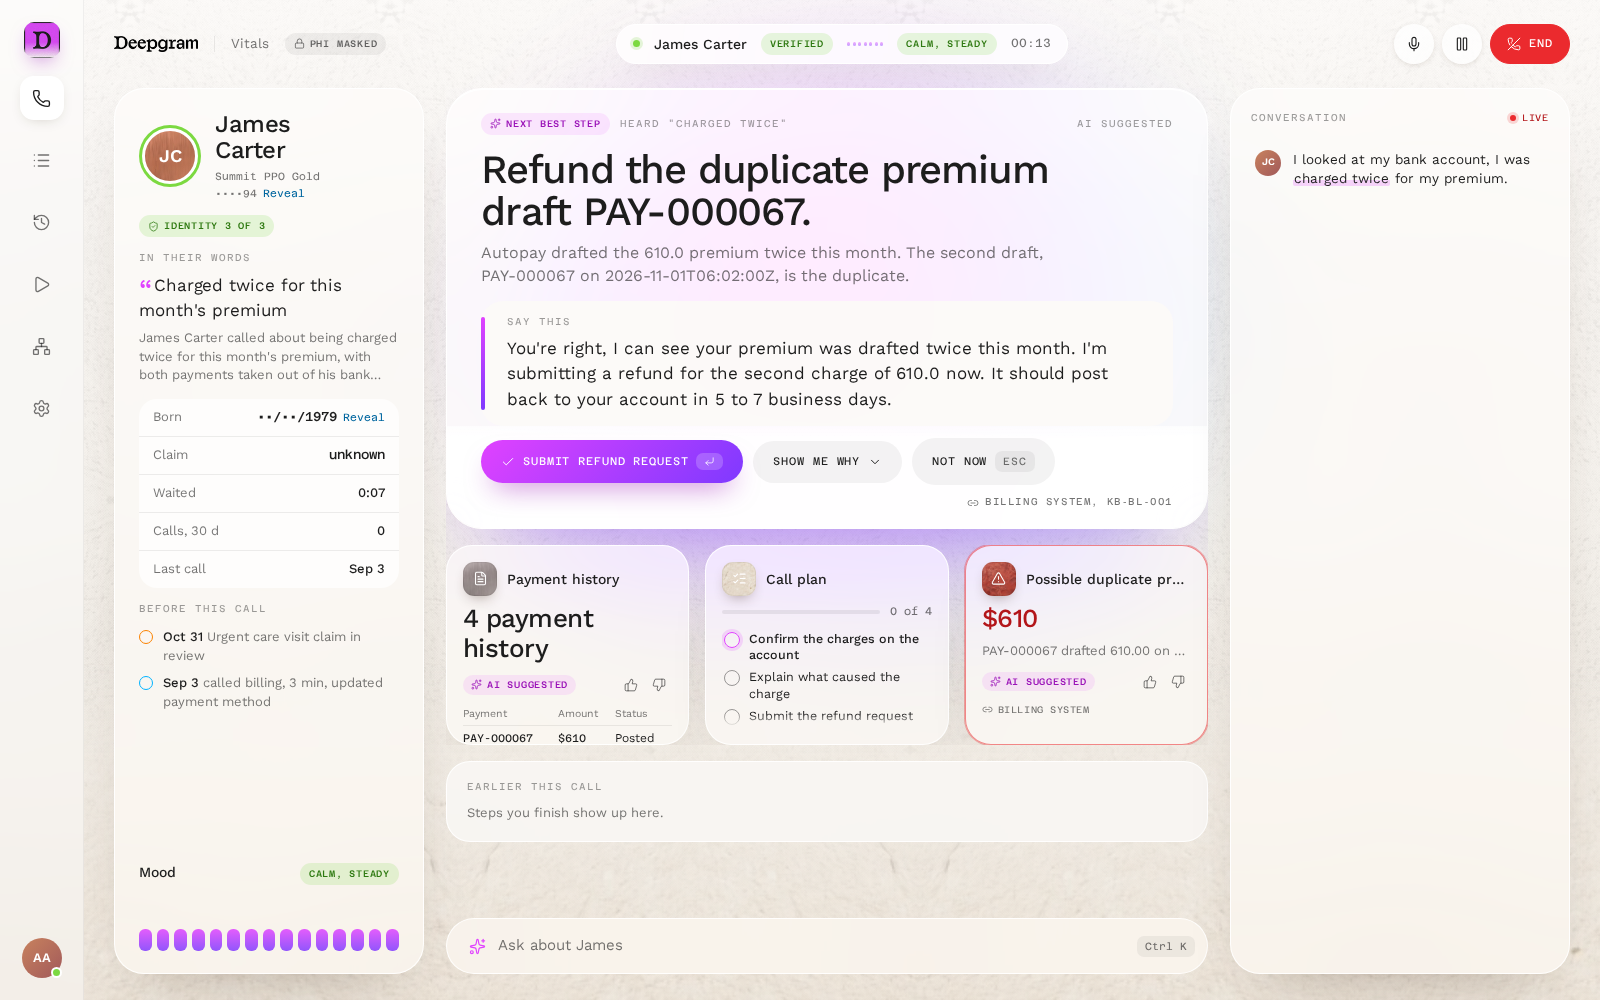 D
Deepgram
Vitals
PHI MASKED
James Carter
VERIFIED
CALM, STEADY
00:13
END
JC
James
Carter
Summit PPO Gold
••••94 Reveal
IDENTITY 3 OF 3
IN THEIR WORDS
“Charged twice for this
month's premium
James Carter called about being charged
twice for this month's premium, with
both payments taken out of his bank...
Born ••/••/1979 Reveal
Claim unknown
Waited 0:07
Calls, 30 d 0
Last call Sep 3
BEFORE THIS CALL
Oct 31 Urgent care visit claim in
review
Sep 3 called billing, 3 min, updated
payment method
Mood
CALM, STEADY
AA
NEXT BEST STEP
HEARD "CHARGED TWICE"
AI SUGGESTED
Refund the duplicate premium
draft PAY-000067.
Autopay drafted the 610.0 premium twice this month. The second draft,
PAY-000067 on 2026-11-01T06:02:00Z, is the duplicate.
SAY THIS
You're right, I can see your premium was drafted twice this month. I'm
submitting a refund for the second charge of 610.0 now. It should post
back to your account in 5 to 7 business days.
SUBMIT REFUND REQUEST
SHOW ME WHY
NOT NOW ESC
BILLING SYSTEM, KB-BL-001
Payment history
4 payment
history
AI SUGGESTED
Payment Amount Status
PAY-000067 $610 Posted
Call plan
0 of 4
Confirm the charges on the
account
Explain what caused the
charge
Submit the refund request
Possible duplicate pr...
$610
PAY-000067 drafted 610.00 on ...
AI SUGGESTED
BILLING SYSTEM
EARLIER THIS CALL
Steps you finish show up here.
Ask about James
Ctrl K
CONVERSATION
LIVE
JC
I looked at my bank account, I was
charged twice for my premium.